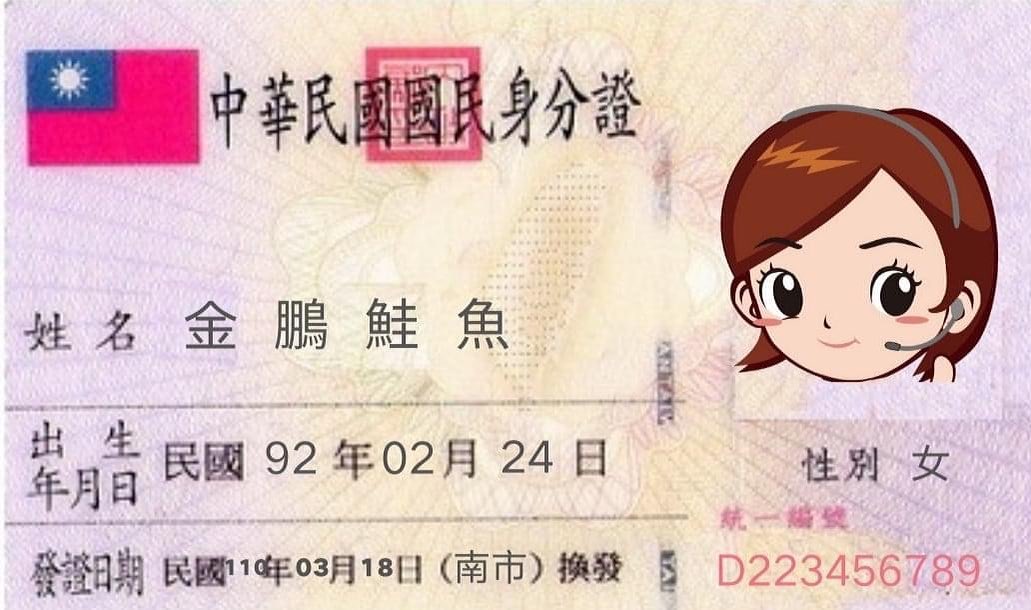 中華民國國民身分證
姓名 金鵬鮭魚
出生年月日 民國 92 年 02 月 24 日
性別 女
統一編號
發證日期 民國110年03月18日（南市）換發
D223456789